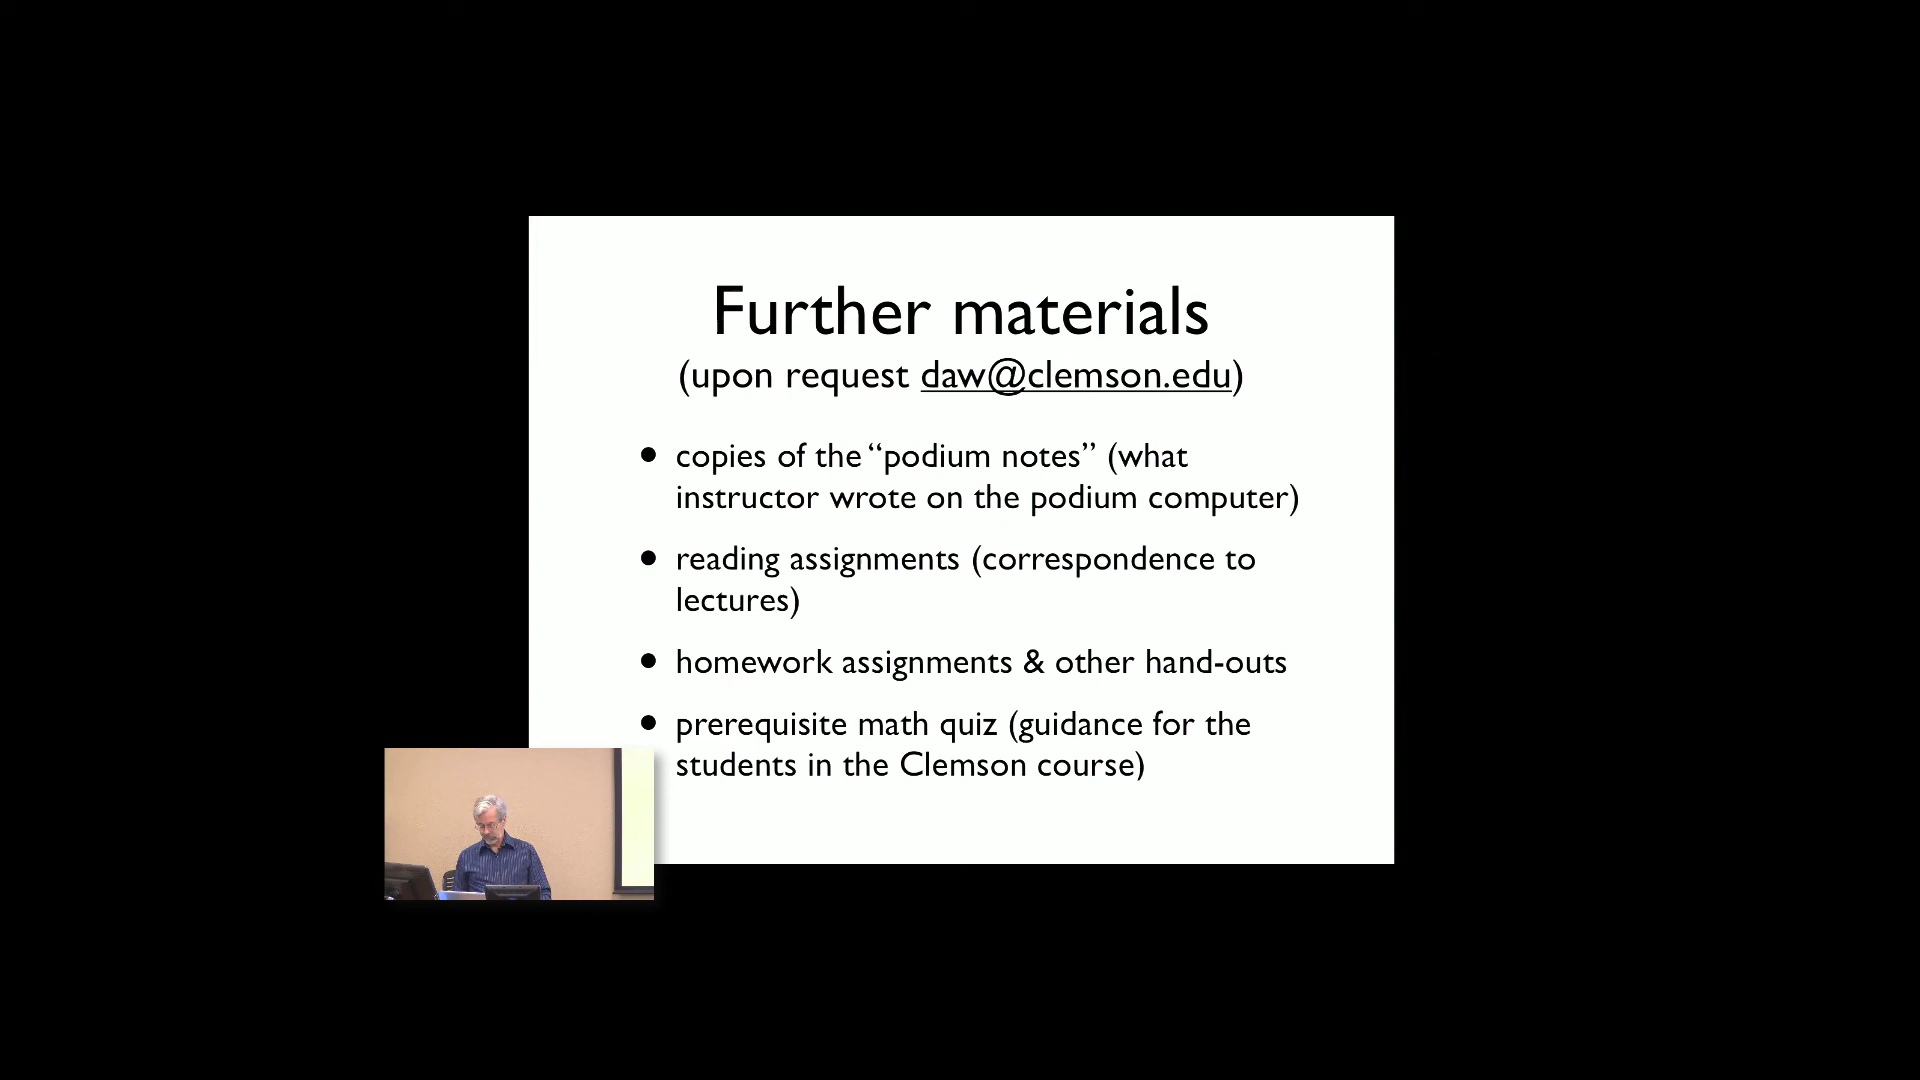 Further materials
(upon request daw@clemson.edu)
• copies of the “podium notes” (what
instructor wrote on the podium computer)
• reading assignments (correspondence to
lectures)
• homework assignments & other hand-outs
• prerequisite math quiz (guidance for the
students in the Clemson course)